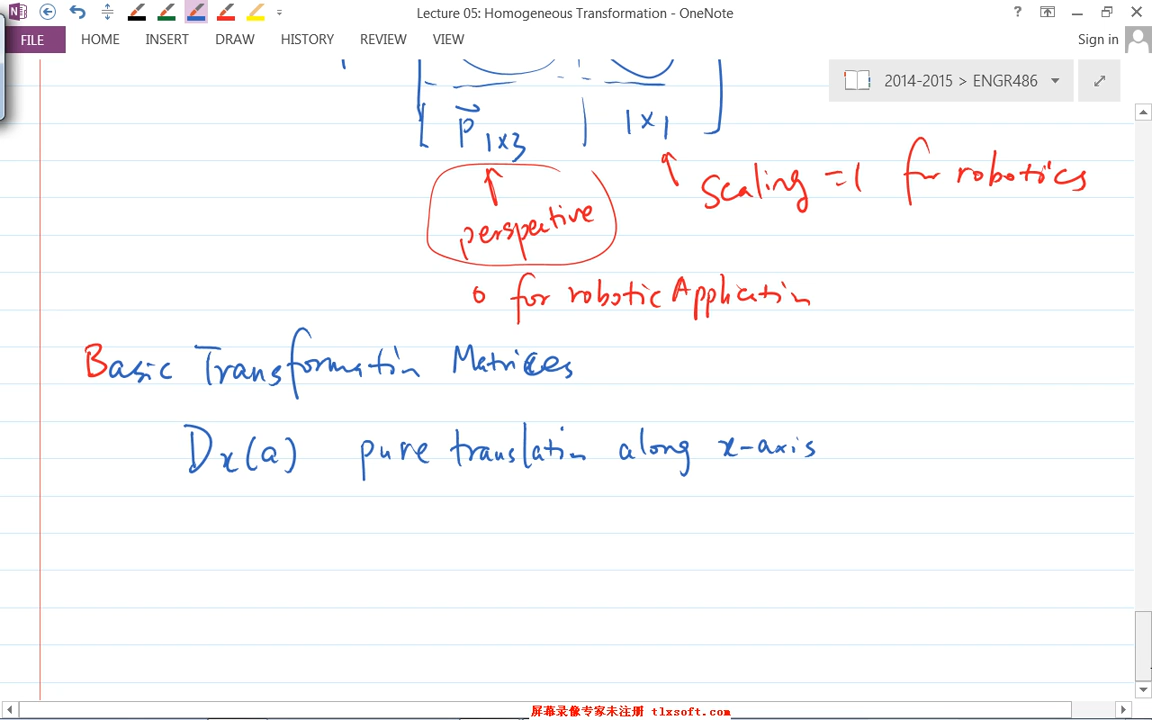 Lecture 05: Homogeneous Transformation - OneNote
FILE HOME INSERT DRAW HISTORY REVIEW VIEW Sign in
2014-2015 > ENGR486
P 1x3 | 1x1
Scaling =1 for robotics
perspective
0 for robotic Application
Basic Transformation Matrices
Dx(a) pure translation along x-axis
屏幕录像专家未注册 tlxsoft.com